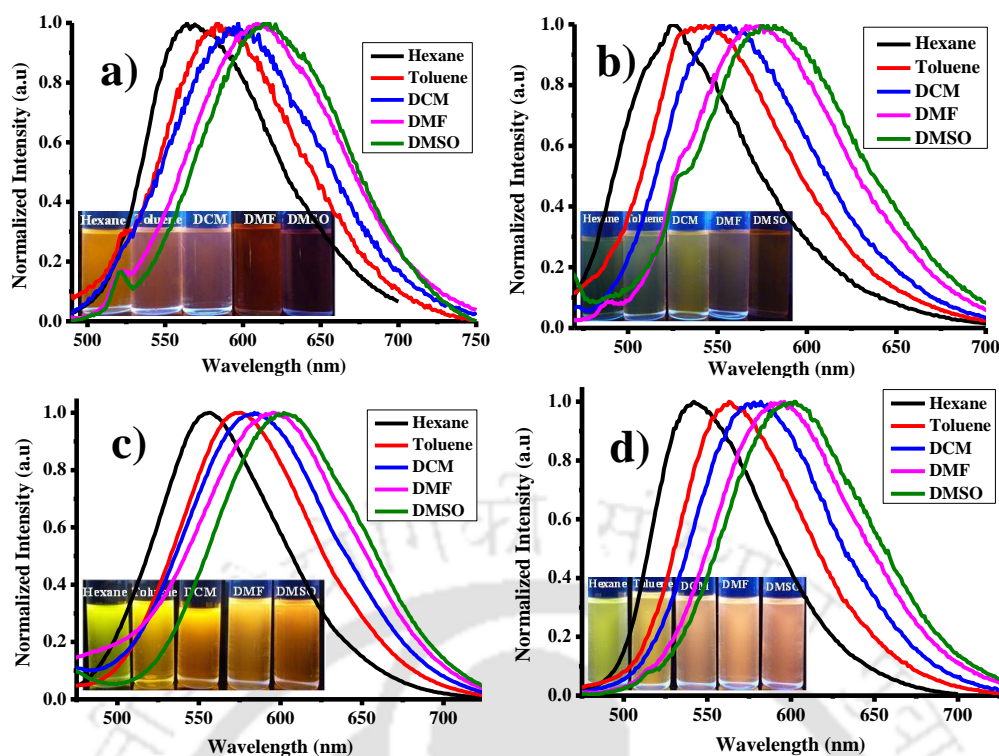 a)
Normalized Intensity (a.u)
1.0
0.8
0.6
0.4
0.2
0.0
Hexane
Toluene
DCM
DMF
DMSO
Hexane Toluene DCM DMF DMSO
500 550 600 650 700 750
Wavelength (nm)
b)
Normalized Intensity (a.u)
1.0
0.8
0.6
0.4
0.2
0.0
Hexane
Toluene
DCM
DMF
DMSO
Hexane Toluene DCM DMF DMSO
500 550 600 650 700
Wavelength (nm)
c)
Normalized Intensity (a.u)
1.0
0.8
0.6
0.4
0.2
0.0
Hexane
Toluene
DCM
DMF
DMSO
Hexane Toluene DCM DMF DMSO
500 550 600 650 700
Wavelength (nm)
d)
Normalized Intensity (a.u)
1.0
0.8
0.6
0.4
0.2
0.0
Hexane
Toluene
DCM
DMF
DMSO
Hexane Toluene DCM DMF DMSO
500 550 600 650 700
Wavelength (nm)